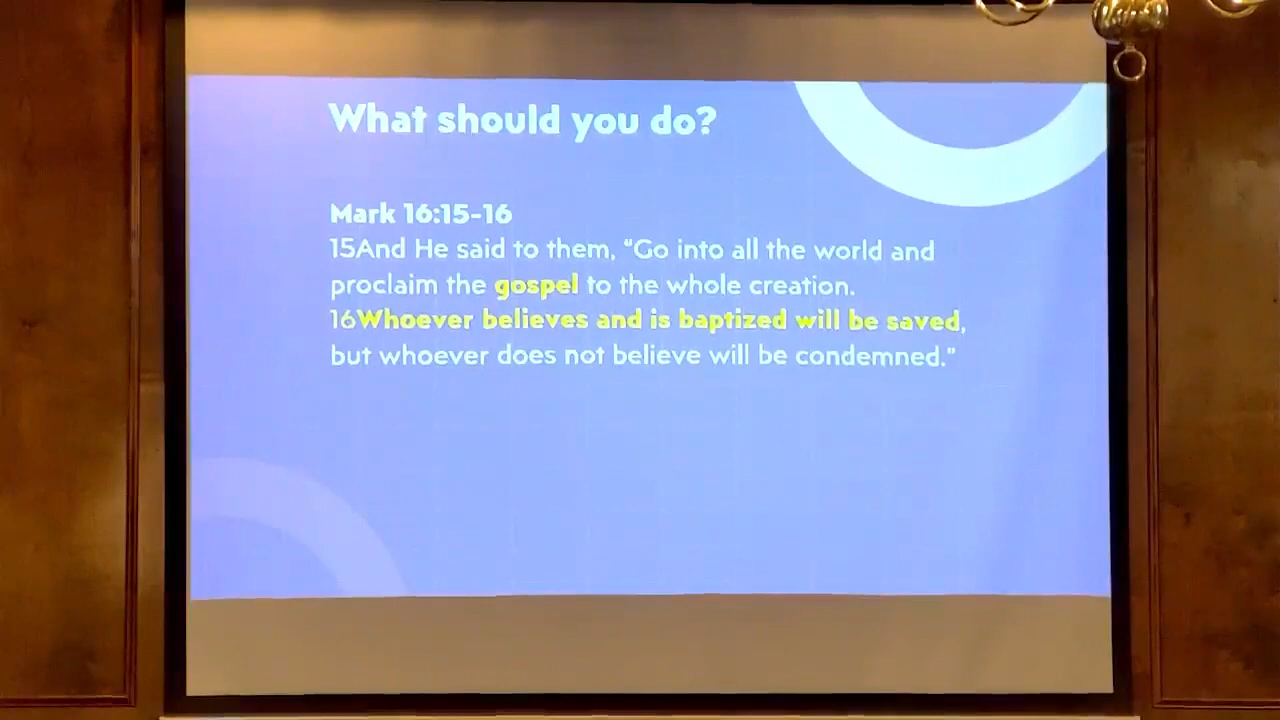 What should you do?
Mark 16:15-16
15And He said to them, “Go into all the world and
proclaim the gospel to the whole creation.
16Whoever believes and is baptized will be saved,
but whoever does not believe will be condemned.”